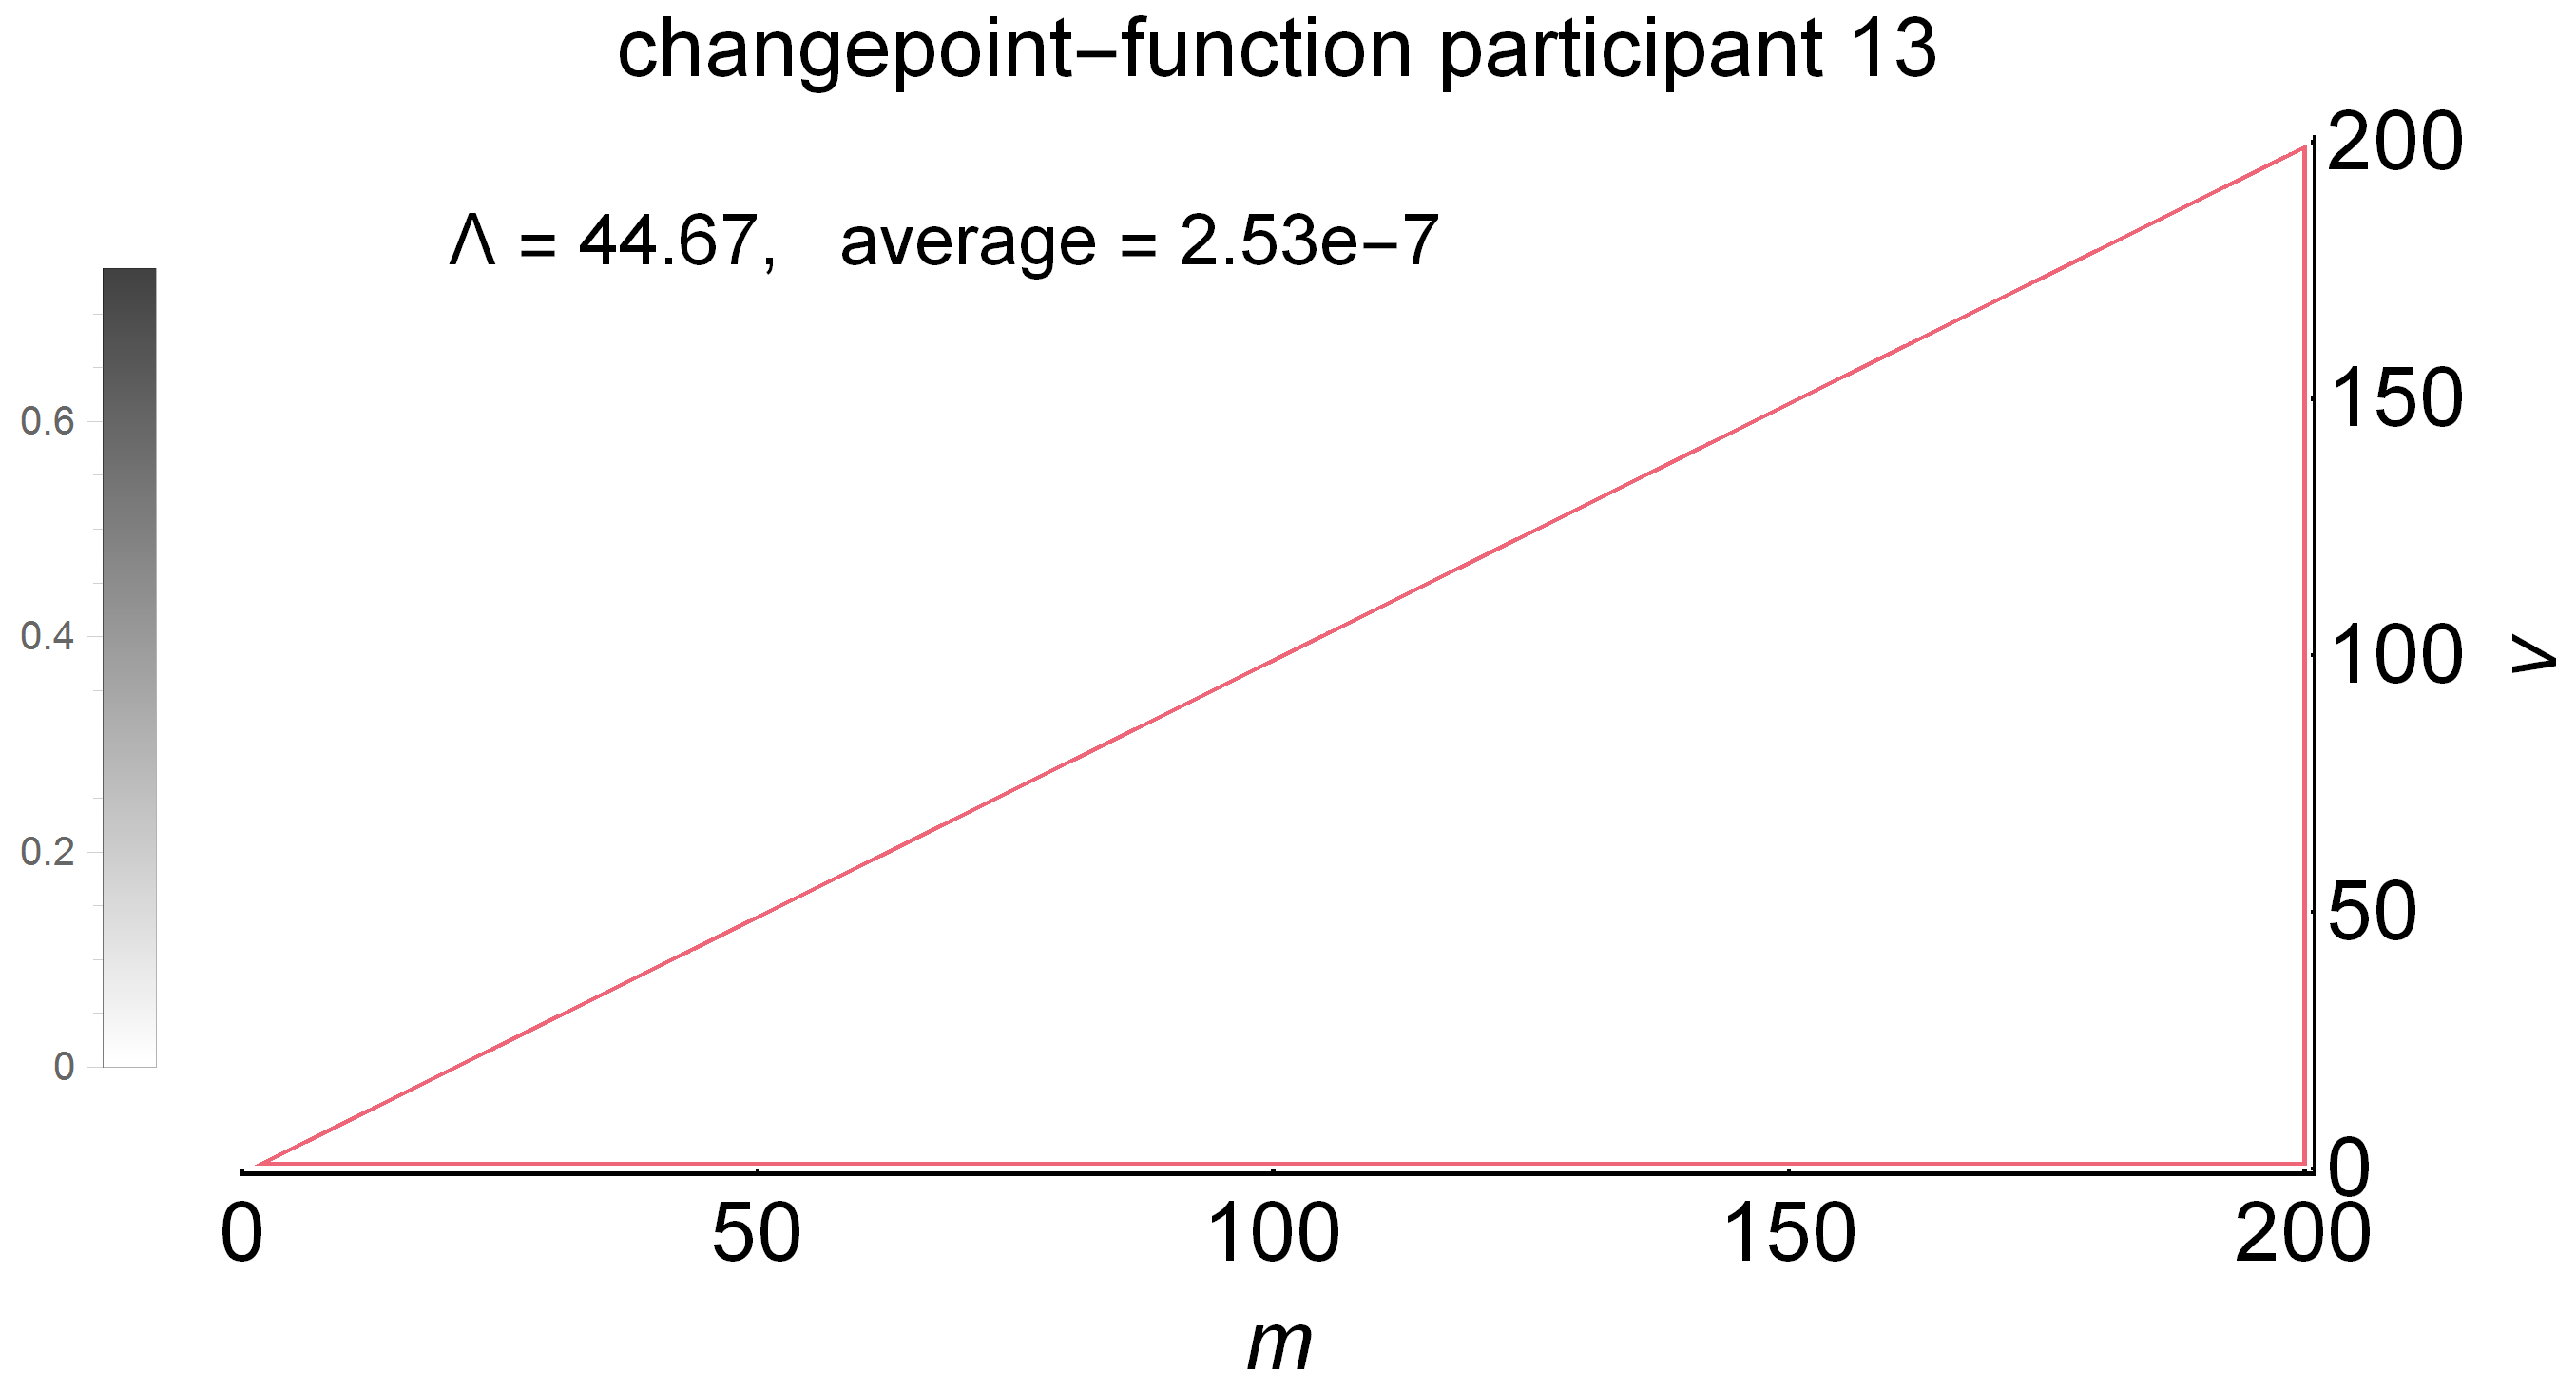 changepoint–function participant 13
Λ = 44.67,   average = 2.53e–7
0.6
0.4
0.2
0
200
150
100
50
0
v
0 50 100 150 200
m